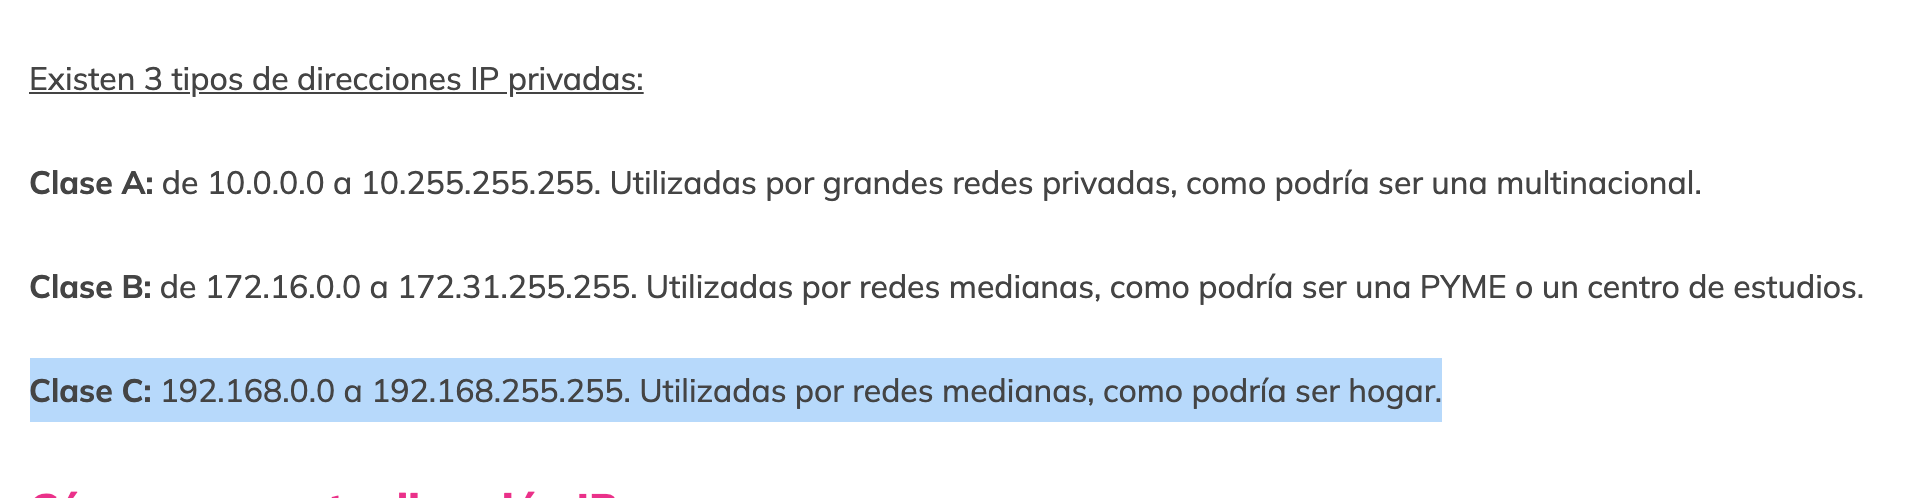 Existen 3 tipos de direcciones IP privadas:
Clase A: de 10.0.0.0 a 10.255.255.255. Utilizadas por grandes redes privadas, como podría ser una multinacional.
Clase B: de 172.16.0.0 a 172.31.255.255. Utilizadas por redes medianas, como podría ser una PYME o un centro de estudios.
Clase C: 192.168.0.0 a 192.168.255.255. Utilizadas por redes medianas, como podría ser hogar.